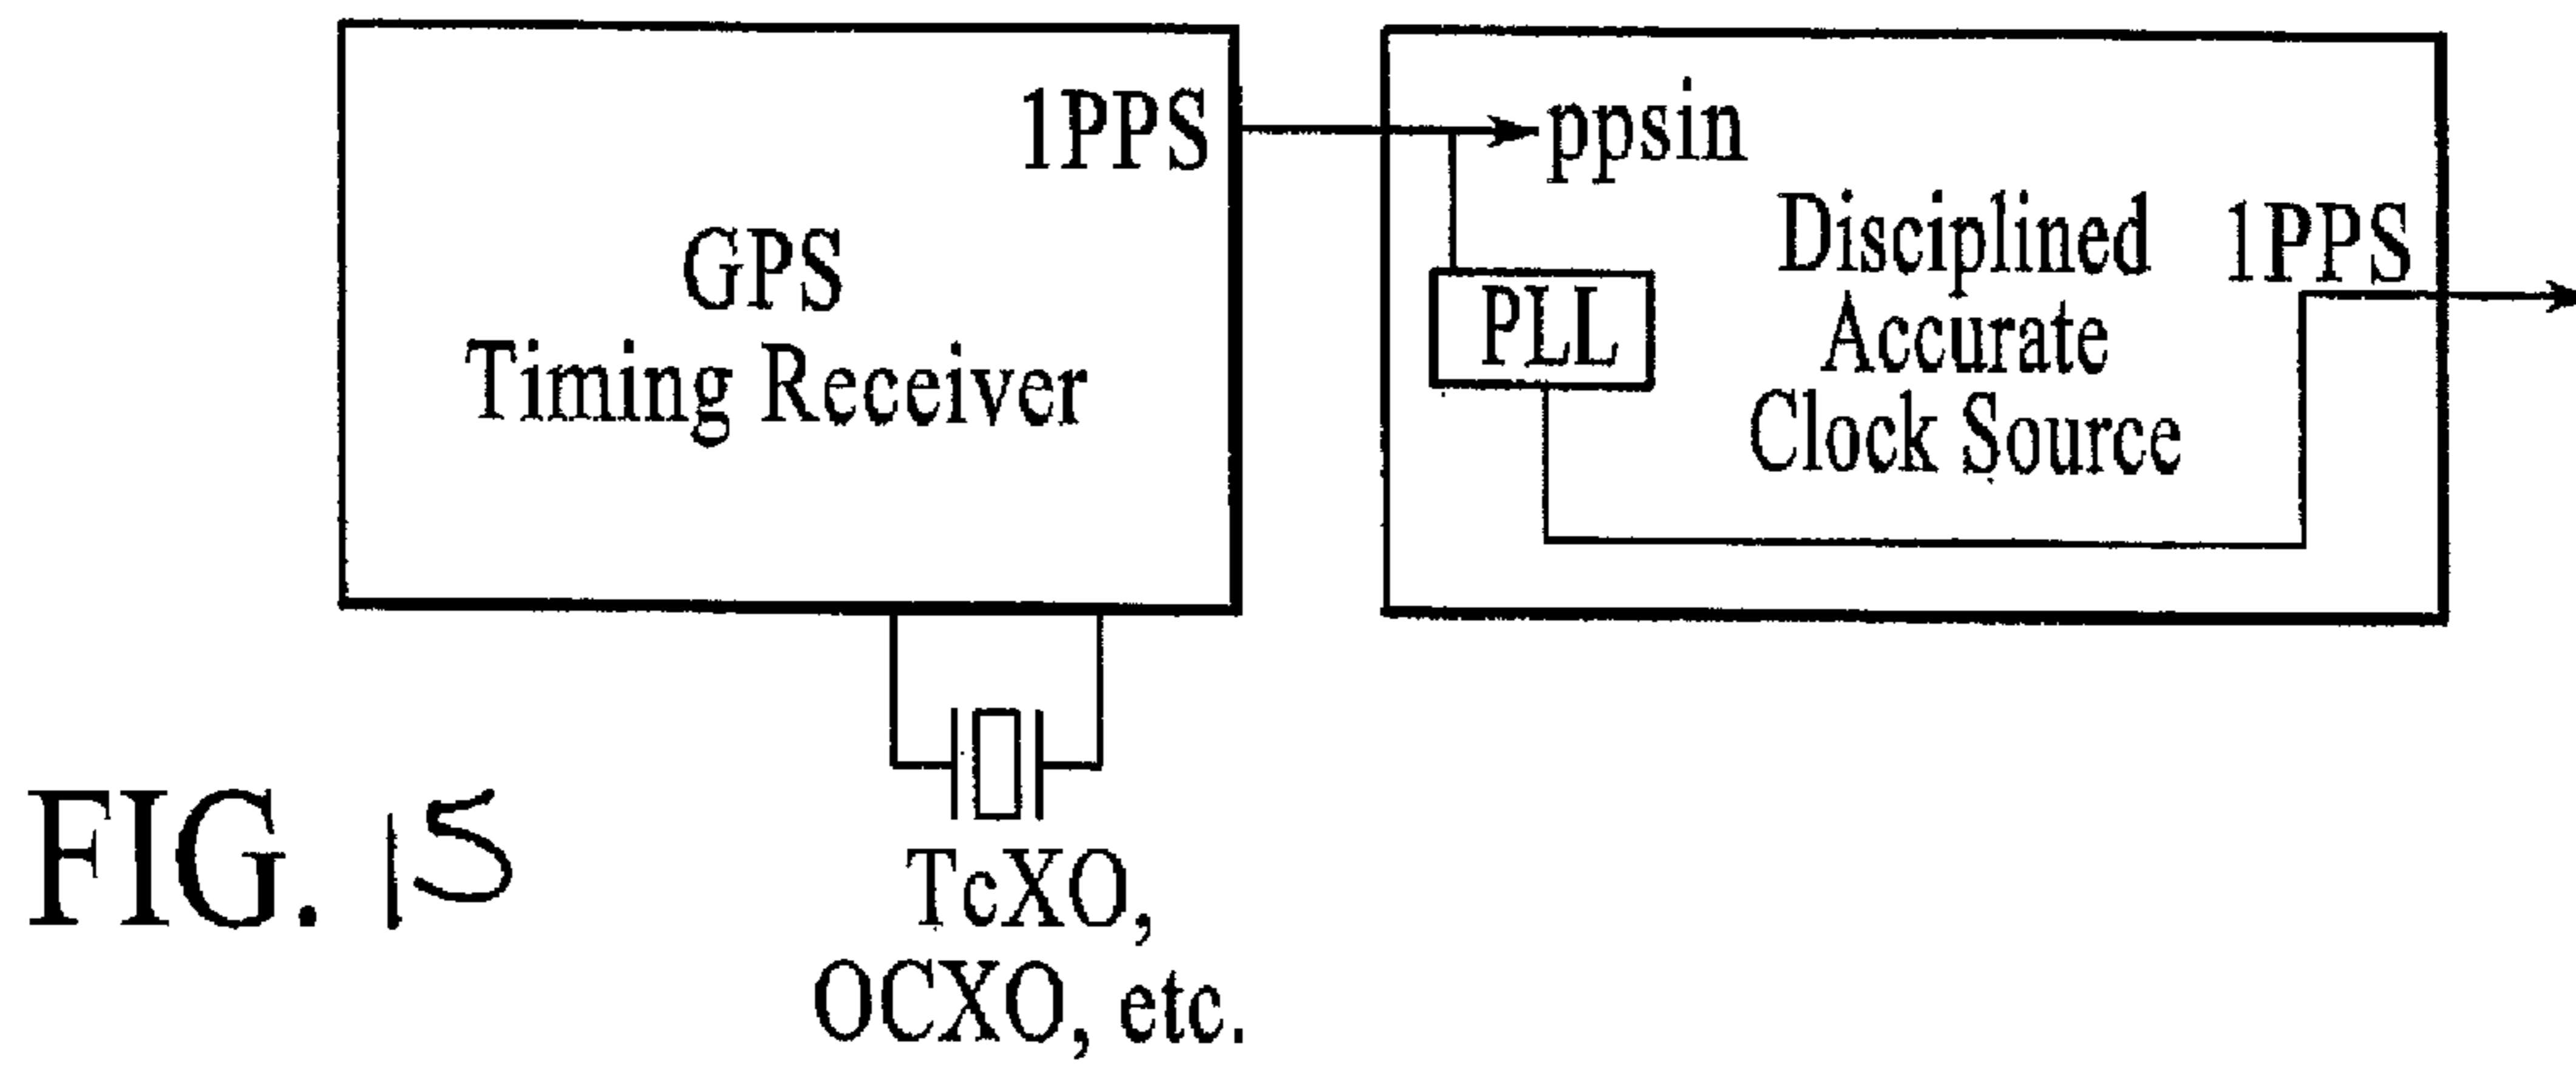 1PPS
GPS
Timing Receiver
ppsin
PLL
Disciplined
Accurate
Clock Source
1PPS
TcXO,
OCXO, etc.
FIG. 15